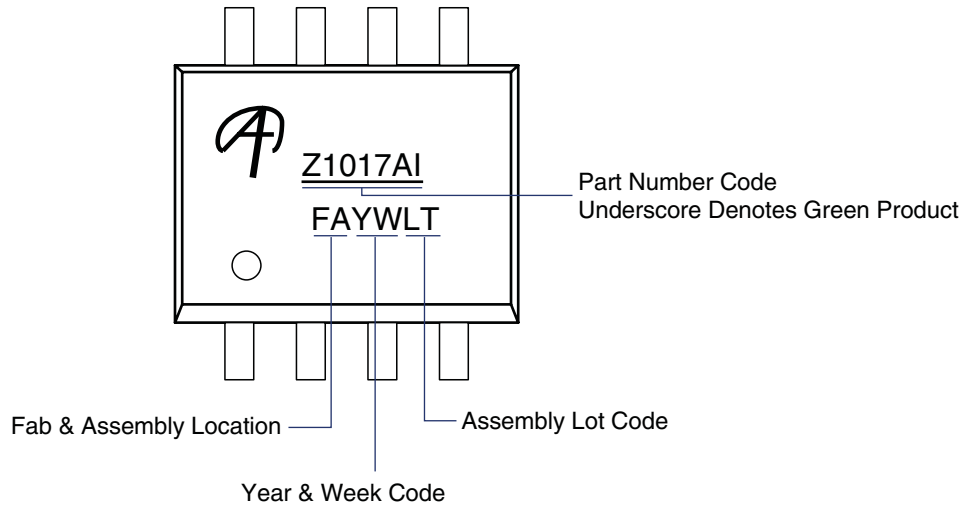 Z1017AI
FAYWLT
Part Number Code
Underscore Denotes Green Product
Fab & Assembly Location
Assembly Lot Code
Year & Week Code